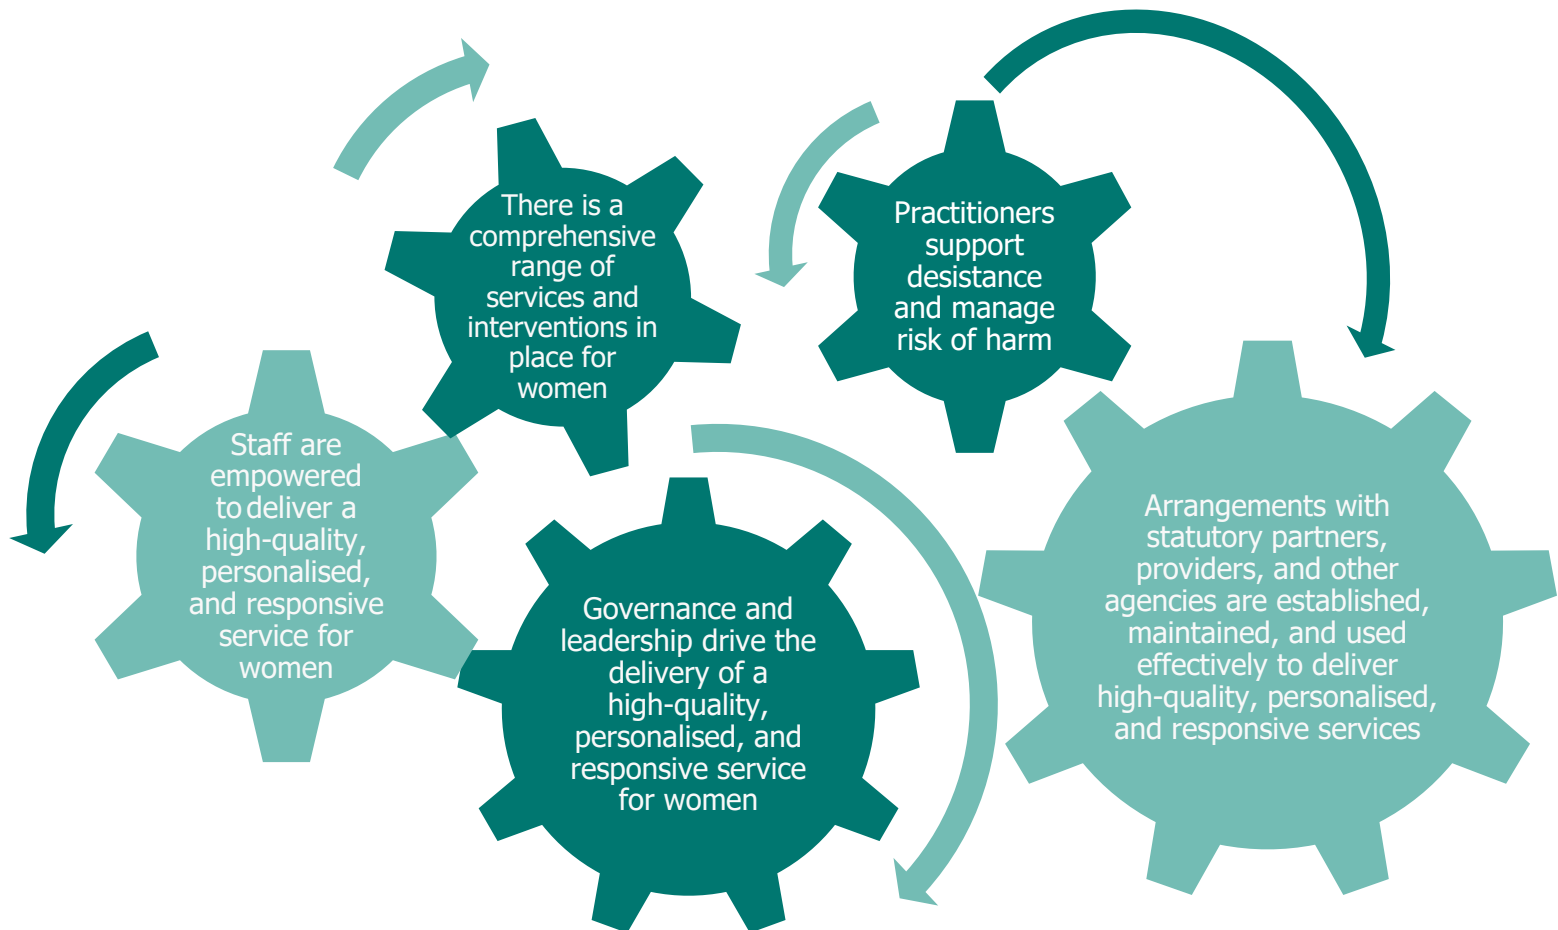 There is a
comprehensive
range of
services and
interventions in
place for
women
Practitioners
support
desistance
and manage
risk of harm
Staff are
empowered
to deliver a
high-quality,
personalised,
and responsive
service for
women
Governance and
leadership drive the
delivery of a
high-quality,
personalised, and
responsive service
for women
Arrangements with
statutory partners,
providers, and other
agencies are established,
maintained, and used
effectively to deliver
high-quality, personalised,
and responsive services